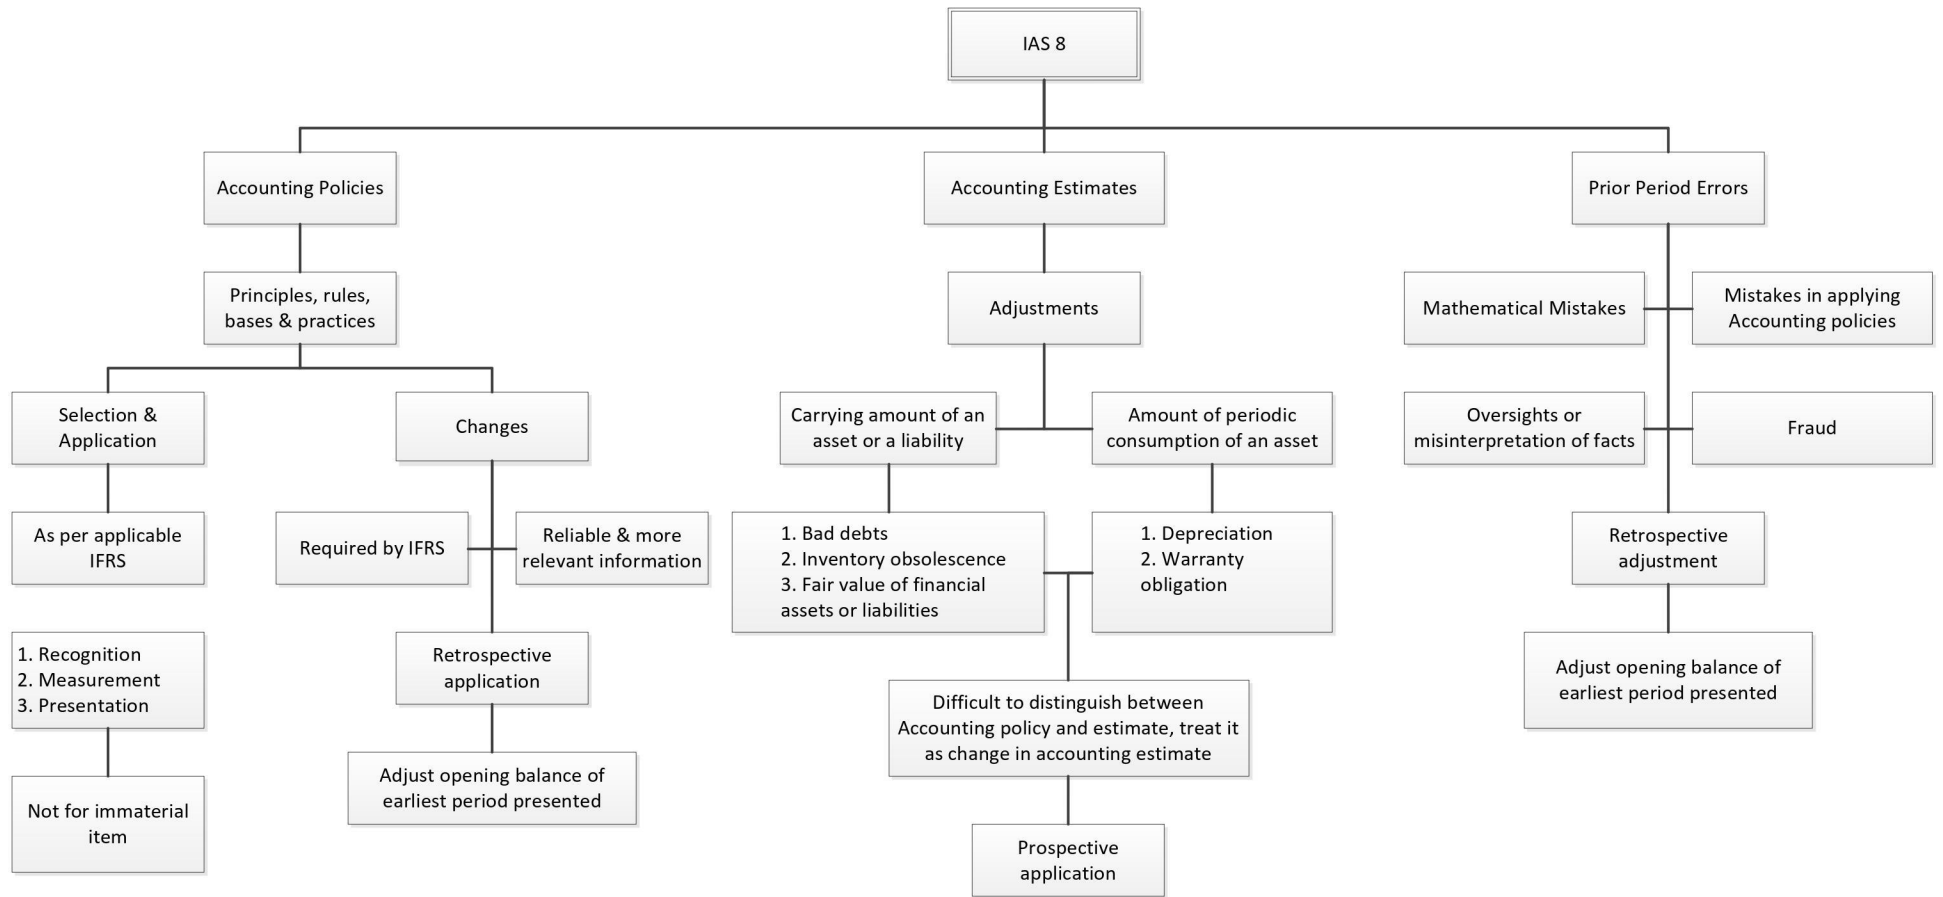 IAS 8
Accounting Policies
Accounting Estimates
Prior Period Errors
Principles, rules,
bases & practices
Adjustments
Mathematical Mistakes
Mistakes in applying
Accounting policies
Selection &
Application
Changes
Carrying amount of an
asset or a liability
Amount of periodic
consumption of an asset
Oversights or
misinterpretation of facts
Fraud
As per applicable
IFRS
Required by IFRS
Reliable & more
relevant information
1. Bad debts
2. Inventory obsolescence
3. Fair value of financial
assets or liabilities
1. Depreciation
2. Warranty
obligation
Retrospective
adjustment
1. Recognition
2. Measurement
3. Presentation
Retrospective
application
Difficult to distinguish between
Accounting policy and estimate, treat it
as change in accounting estimate
Adjust opening balance of
earliest period presented
Not for immaterial
item
Adjust opening balance of
earliest period presented
Prospective
application